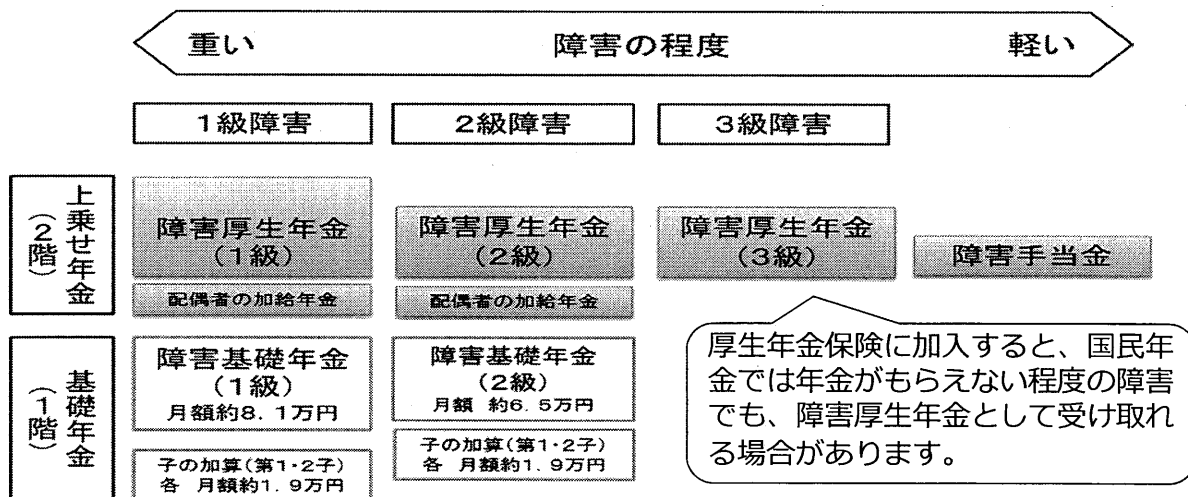 重い 障害の程度 軽い
1級障害 2級障害 3級障害
上乗せ年金
(2階)
障害厚生年金
(1級)
配偶者の加給年金
障害厚生年金
(2級)
配偶者の加給年金
障害厚生年金
(3級)
障害手当金
基礎年金
(1階)
障害基礎年金
(1級)
月額約8.1万円
子の加算(第1・2子)
各 月額約1.9万円
障害基礎年金
(2級)
月額 約6.5万円
子の加算(第1・2子)
各 月額約1.9万円
厚生年金保険に加入すると、国民年
金では年金がもらえない程度の障害
でも、障害厚生年金として受け取れ
る場合があります。